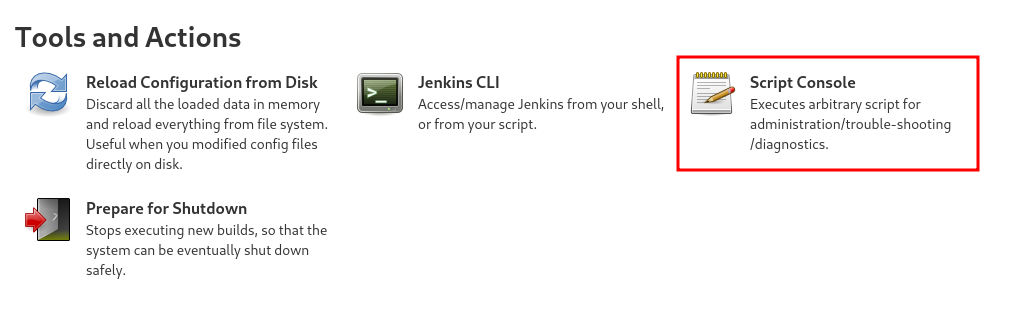 Tools and Actions
Reload Configuration from Disk
Discard all the loaded data in memory
and reload everything from file system.
Useful when you modified config files
directly on disk.
Jenkins CLI
Access/manage Jenkins from your shell,
or from your script.
Script Console
Executes arbitrary script for
administration/trouble-shooting
/diagnostics.
Prepare for Shutdown
Stops executing new builds, so that the
system can be eventually shut down
safely.